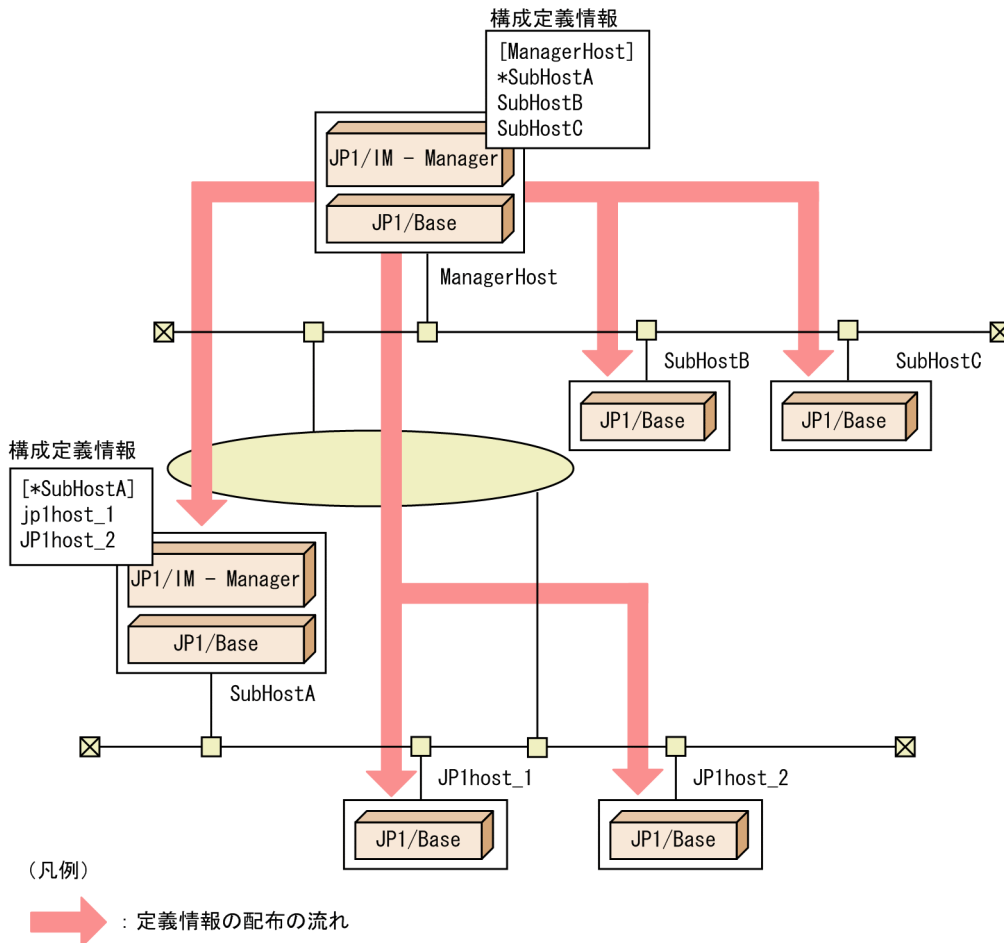 構成定義情報
[ManagerHost]
*SubHostA
SubHostB
SubHostC
JP1/IM - Manager
JP1/Base
ManagerHost
SubHostB
SubHostC
JP1/Base
JP1/Base
構成定義情報
[*SubHostA]
jp1host_1
JP1host_2
JP1/IM - Manager
JP1/Base
SubHostA
JP1host_1
JP1host_2
JP1/Base
JP1/Base
(凡例)
:定義情報の配布の流れ